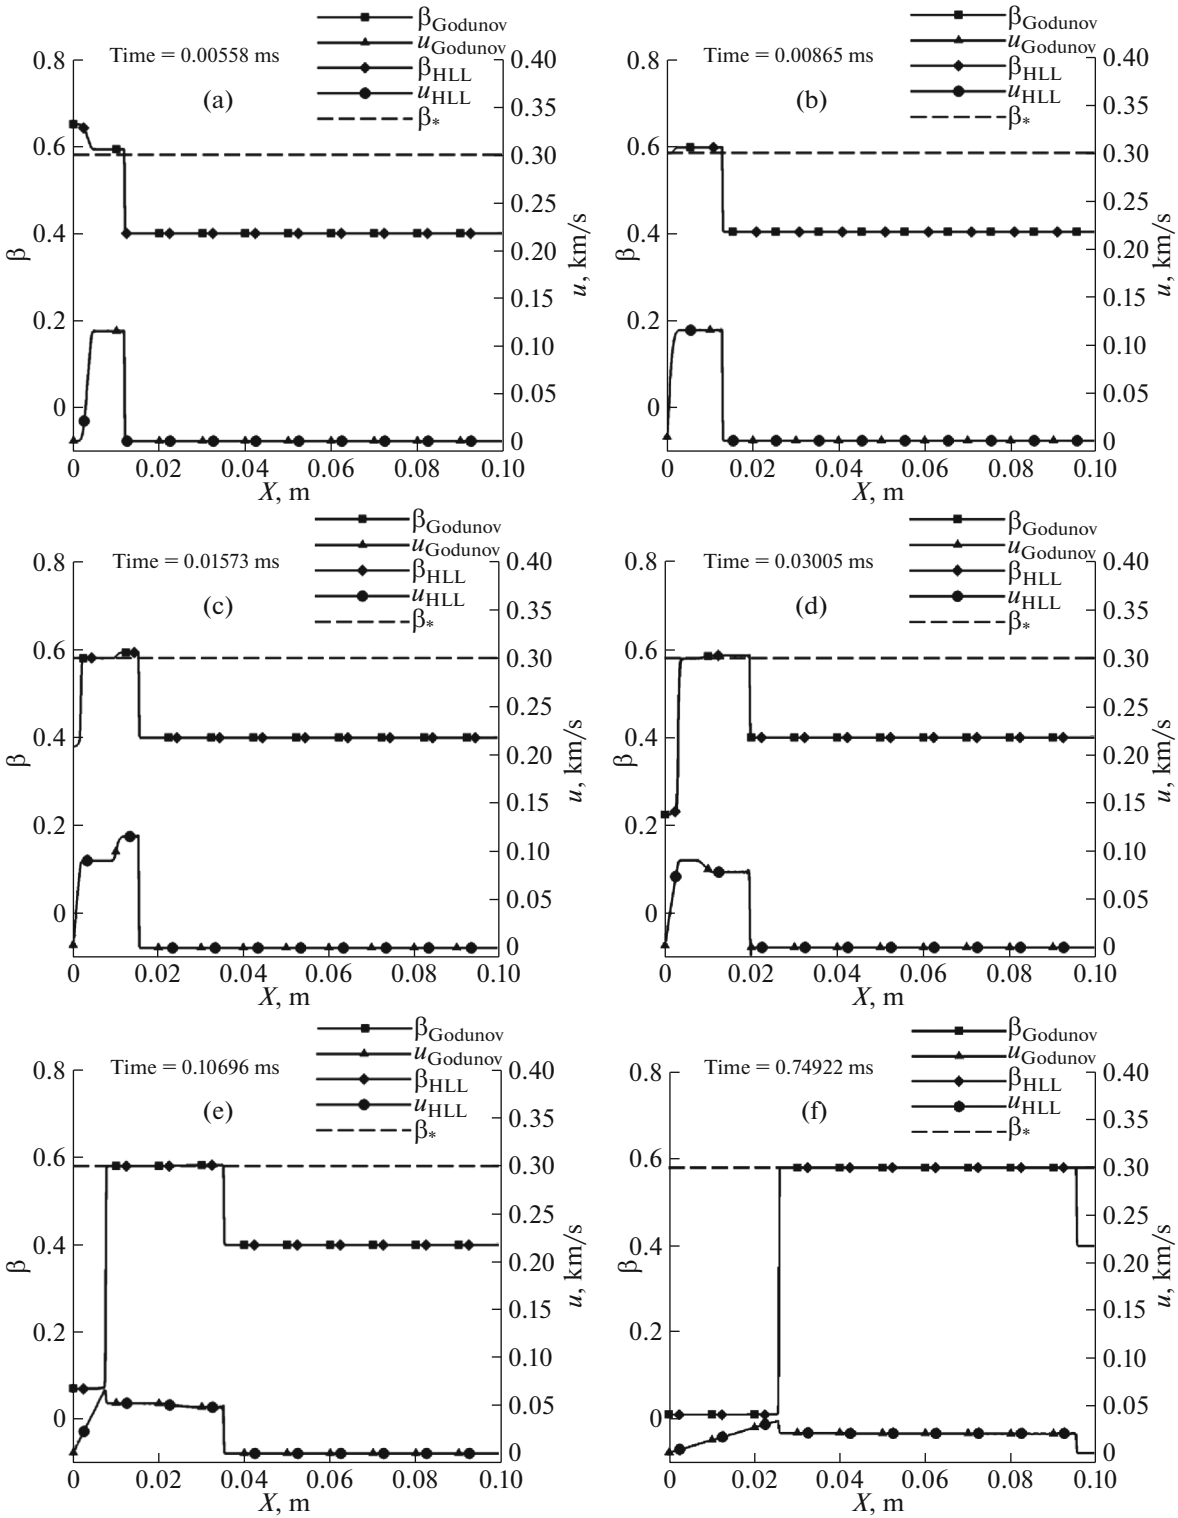 β_Godunov
u_Godunov
β_HLL
u_HLL
β*
Time = 0.00558 ms
(a)
0.8
0.6
0.4
0.2
0
β
0.40
0.35
0.30
0.25
0.20
0.15
0.10
0.05
0
u, km/s
0 0.02 0.04 0.06 0.08 0.10
X, m
β_Godunov
u_Godunov
β_HLL
u_HLL
β*
Time = 0.00865 ms
(b)
0.8
0.6
0.4
0.2
0
β
0.40
0.35
0.30
0.25
0.20
0.15
0.10
0.05
0
u, km/s
0 0.02 0.04 0.06 0.08 0.10
X, m
β_Godunov
u_Godunov
β_HLL
u_HLL
β*
Time = 0.01573 ms
(c)
0.8
0.6
0.4
0.2
0
β
0.40
0.35
0.30
0.25
0.20
0.15
0.10
0.05
0
u, km/s
0 0.02 0.04 0.06 0.08 0.10
X, m
β_Godunov
u_Godunov
β_HLL
u_HLL
β*
Time = 0.03005 ms
(d)
0.8
0.6
0.4
0.2
0
β
0.40
0.35
0.30
0.25
0.20
0.15
0.10
0.05
0
u, km/s
0 0.02 0.04 0.06 0.08 0.10
X, m
β_Godunov
u_Godunov
β_HLL
u_HLL
β*
Time = 0.10696 ms
(e)
0.8
0.6
0.4
0.2
0
β
0.40
0.35
0.30
0.25
0.20
0.15
0.10
0.05
0
u, km/s
0 0.02 0.04 0.06 0.08 0.10
X, m
β_Godunov
u_Godunov
β_HLL
u_HLL
β*
Time = 0.74922 ms
(f)
0.8
0.6
0.4
0.2
0
β
0.40
0.35
0.30
0.25
0.20
0.15
0.10
0.05
0
u, km/s
0 0.02 0.04 0.06 0.08 0.10
X, m